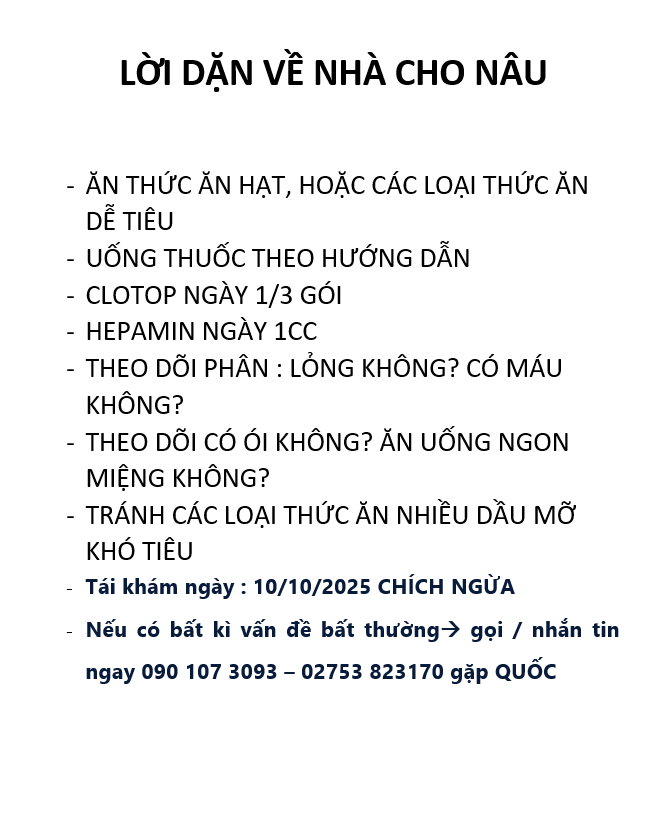 LỜI DẶN VỀ NHÀ CHO NÂU
- ĂN THỨC ĂN HẠT, HOẶC CÁC LOẠI THỨC ĂN
DỄ TIÊU
- UỐNG THUỐC THEO HƯỚNG DẪN
- CLOTOP NGÀY 1/3 GÓI
- HEPAMIN NGÀY 1CC
- THEO DÕI PHÂN : LỎNG KHÔNG? CÓ MÁU
KHÔNG?
- THEO DÕI CÓ ÓI KHÔNG? ĂN UỐNG NGON
MIỆNG KHÔNG?
- TRÁNH CÁC LOẠI THỨC ĂN NHIỀU DẦU MỠ
KHÓ TIÊU
- Tái khám ngày : 10/10/2025 CHÍCH NGỪA
- Nếu có bất kì vấn đề bất thường→ gọi / nhắn tin
ngay 090 107 3093 – 02753 823170 gặp QUỐC